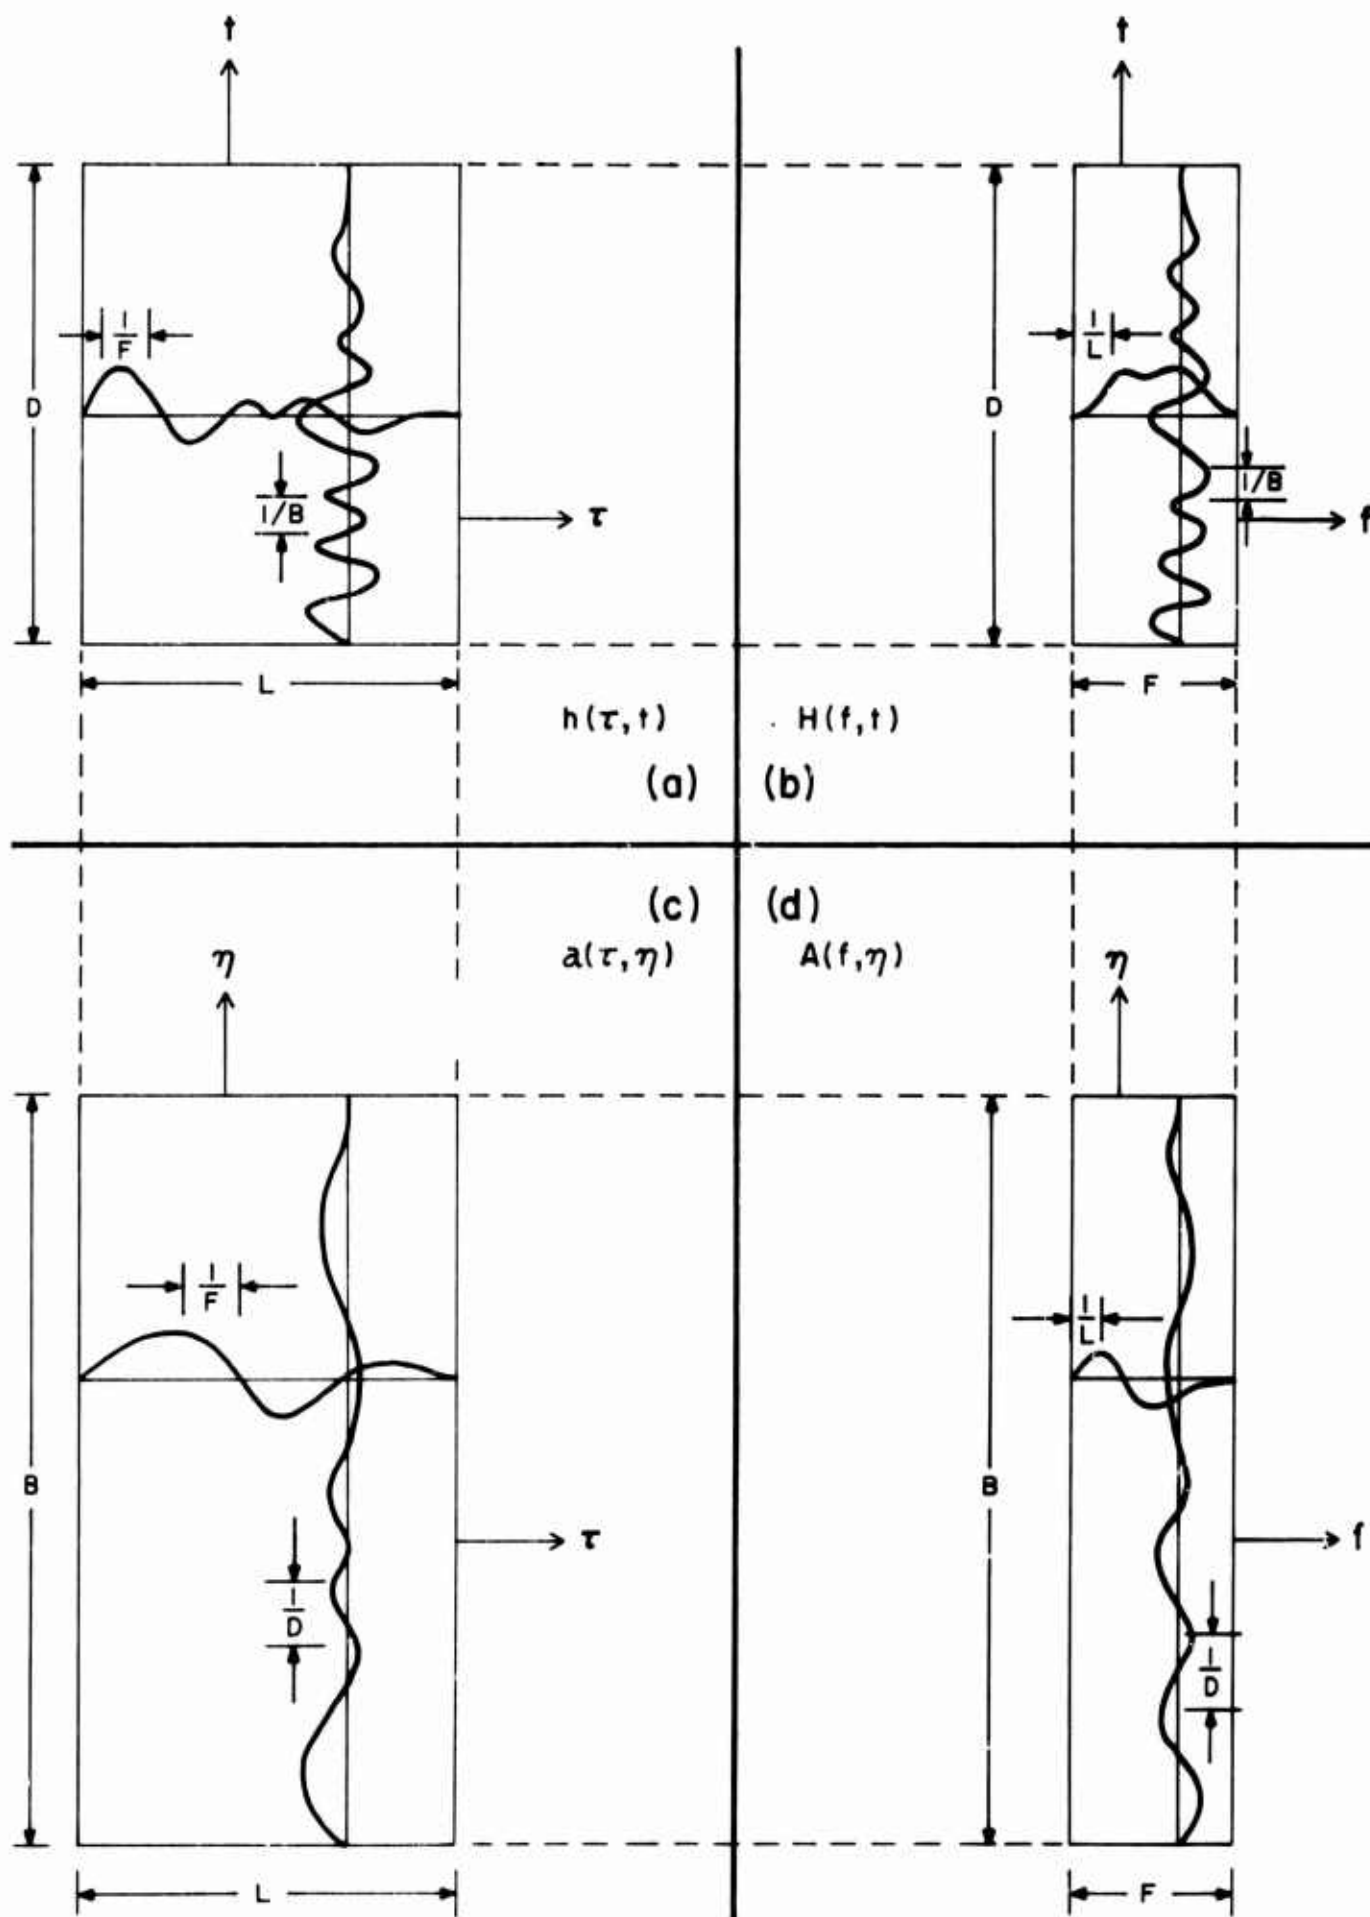 t
t
D
1/F
1/L
D
1/B
1/B
τ
f
L
F
h(τ,t)
H(f,t)
(a)
(b)
(c)
(d)
η
a(τ,η)
A(f,η)
η
1/F
1/L
B
B
τ
f
1/D
1/D
L
F